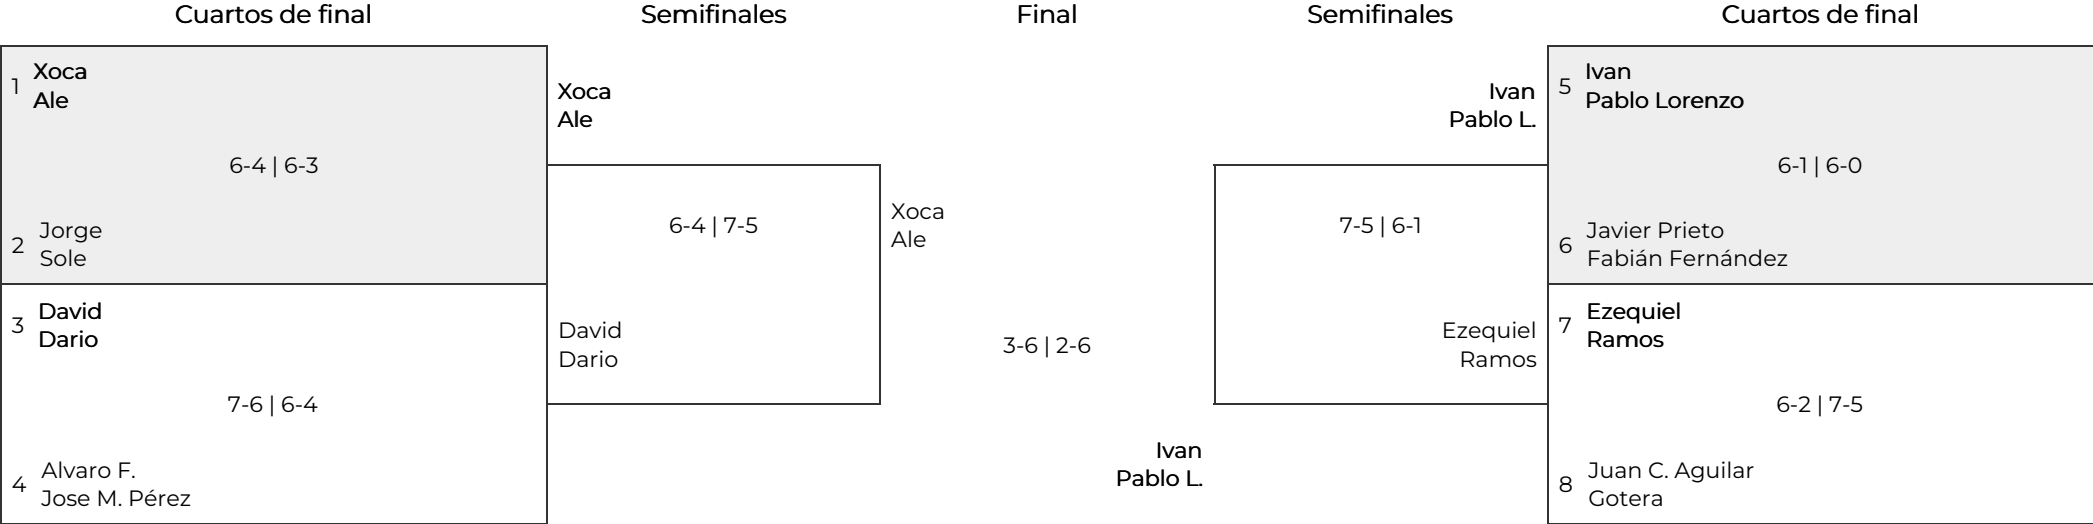 Cuartos de final
Semifinales
Final
Semifinales
Cuartos de final
1
Xoca
Ale
6-4 | 6-3
2
Jorge
Sole
3
David
Dario
7-6 | 6-4
4
Alvaro F.
Jose M. Pérez
Xoca
Ale
6-4 | 7-5
David
Dario
Xoca
Ale
3-6 | 2-6
Ivan
Pablo L.
Ivan
Pablo L.
7-5 | 6-1
Ezequiel
Ramos
5
Ivan
Pablo Lorenzo
6-1 | 6-0
6
Javier Prieto
Fabián Fernández
7
Ezequiel
Ramos
6-2 | 7-5
8
Juan C. Aguilar
Gotera